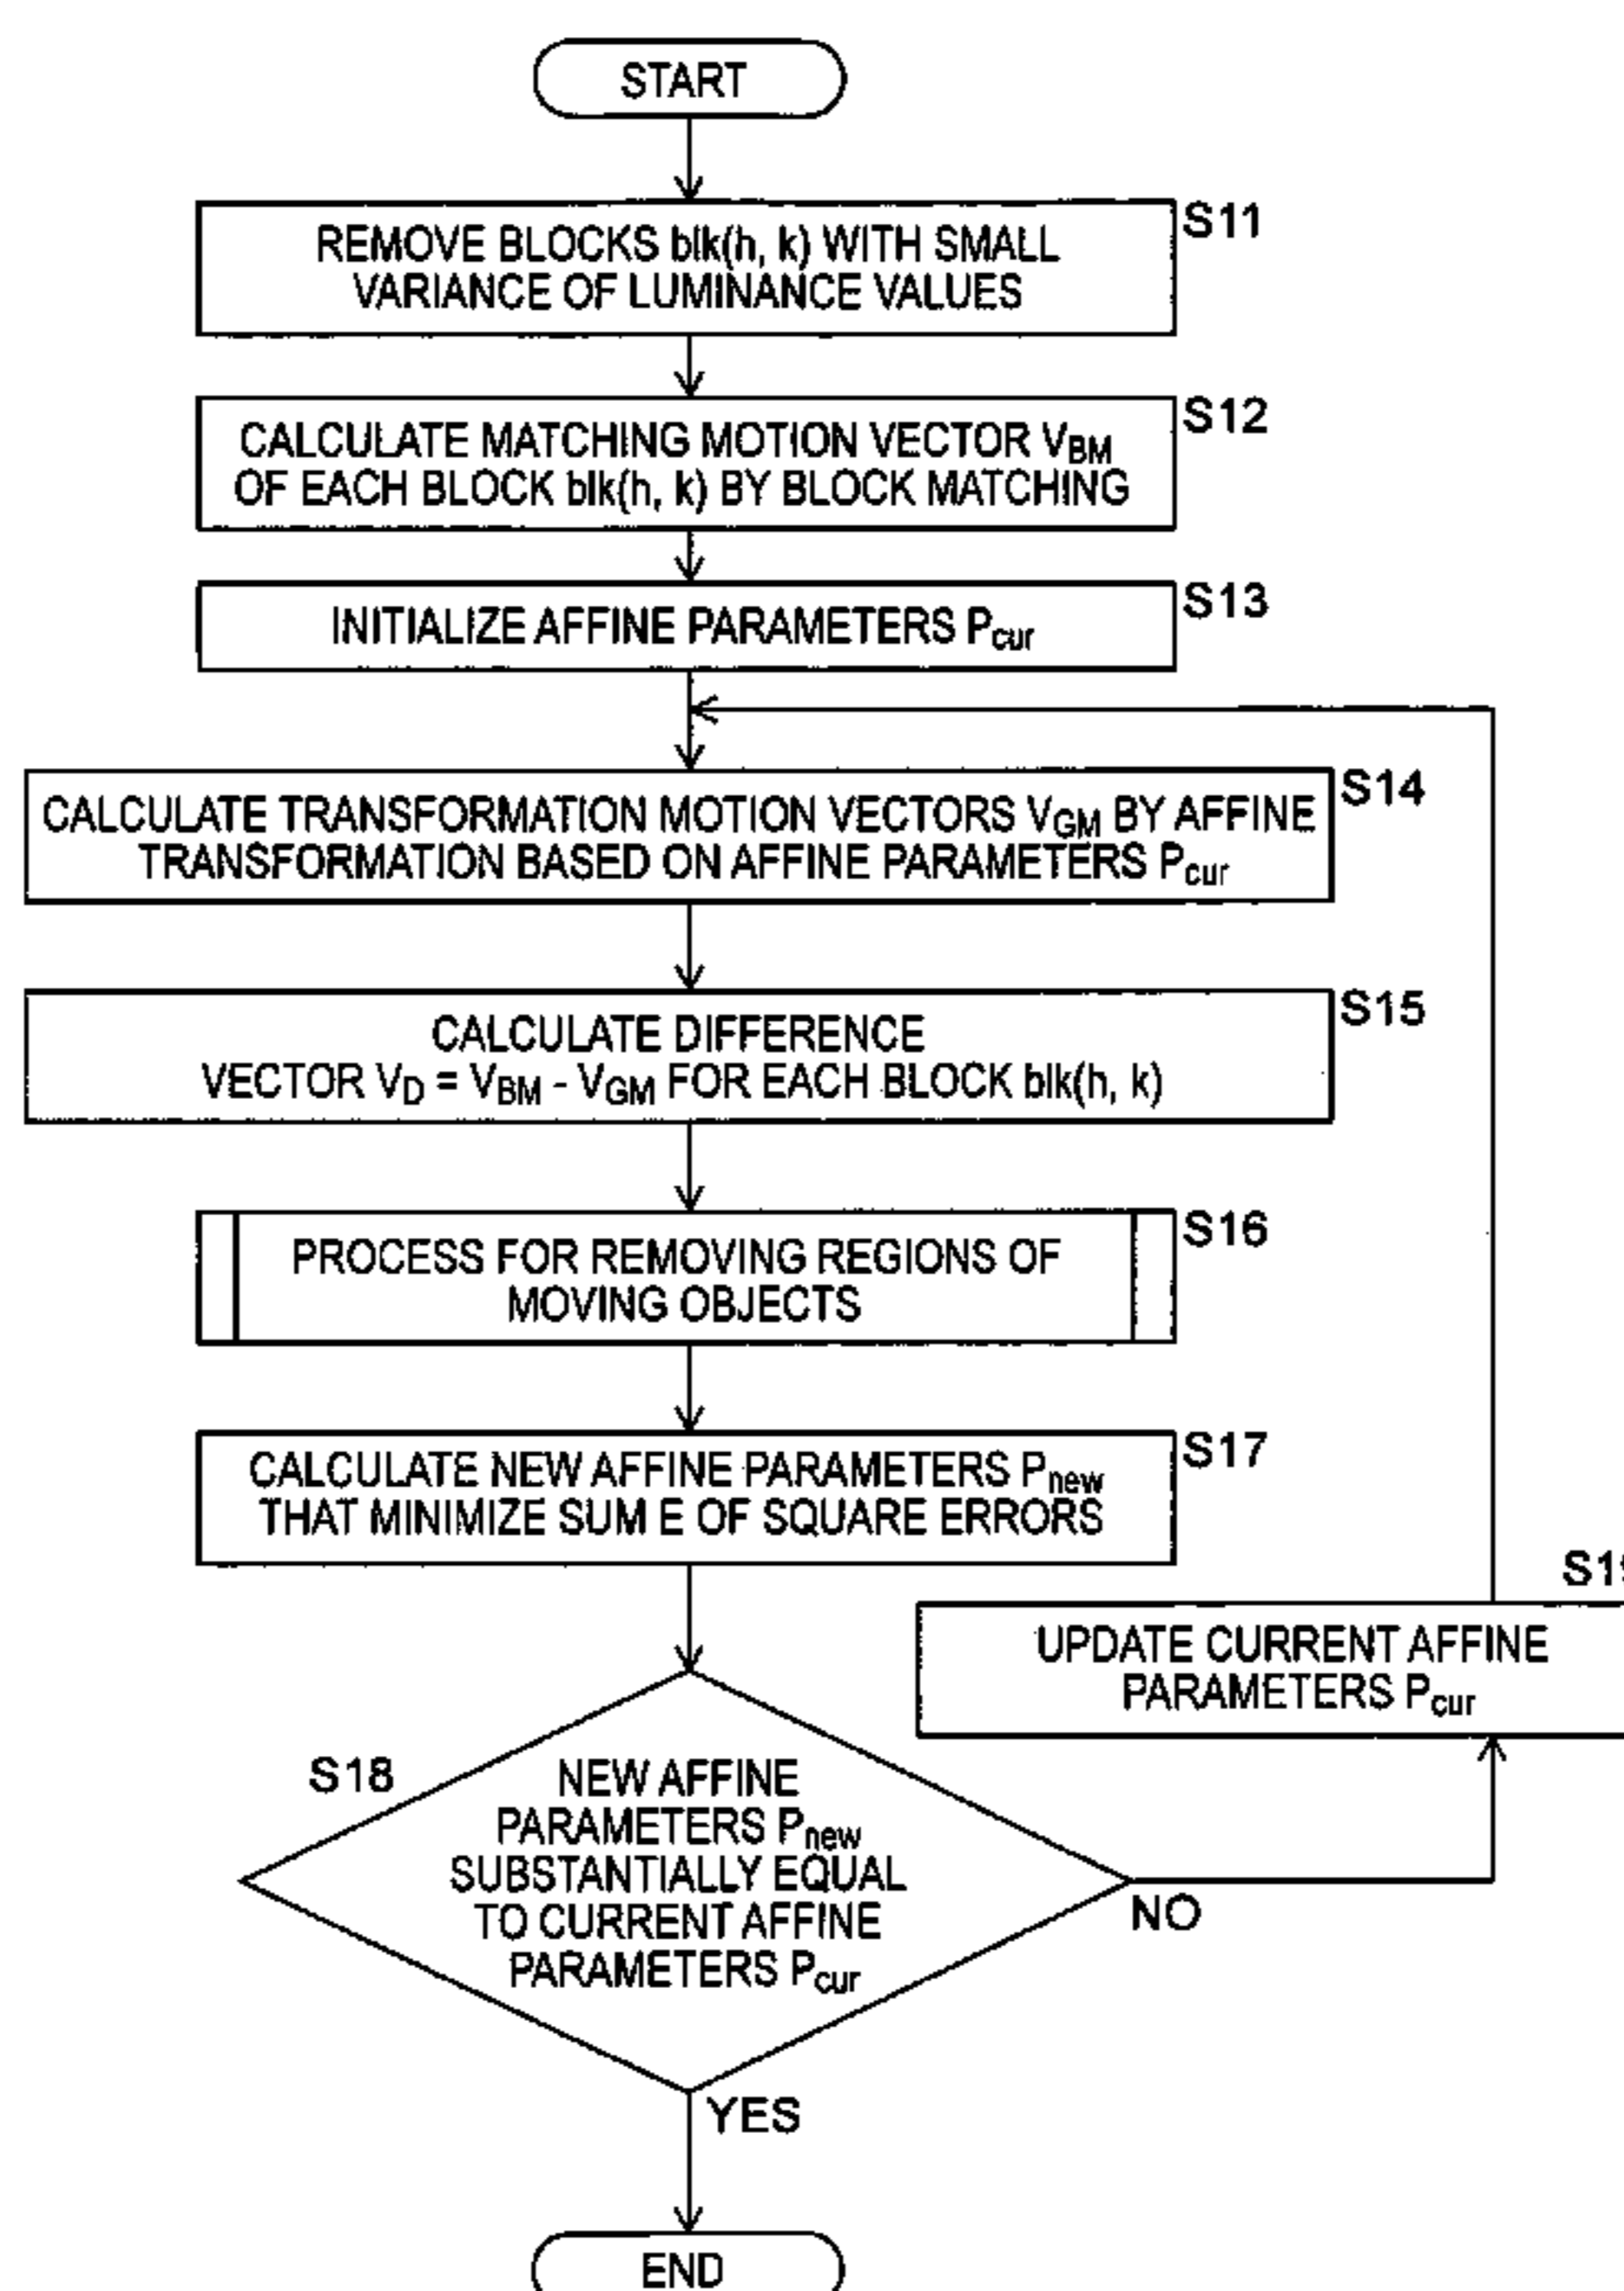 START
S11
REMOVE BLOCKS blk(h, k) WITH SMALL
VARIANCE OF LUMINANCE VALUES
S12
CALCULATE MATCHING MOTION VECTOR VBM
OF EACH BLOCK blk(h, k) BY BLOCK MATCHING
S13
INITIALIZE AFFINE PARAMETERS Pcur
S14
CALCULATE TRANSFORMATION MOTION VECTORS VGM BY AFFINE
TRANSFORMATION BASED ON AFFINE PARAMETERS Pcur
S15
CALCULATE DIFFERENCE
VECTOR VD = VBM - VGM FOR EACH BLOCK blk(h, k)
S16
PROCESS FOR REMOVING REGIONS OF
MOVING OBJECTS
S17
CALCULATE NEW AFFINE PARAMETERS Pnew
THAT MINIMIZE SUM E OF SQUARE ERRORS
UPDATE CURRENT AFFINE
PARAMETERS Pcur
S18
NEW AFFINE
PARAMETERS Pnew
SUBSTANTIALLY EQUAL
TO CURRENT AFFINE
PARAMETERS Pcur
NO
YES
END